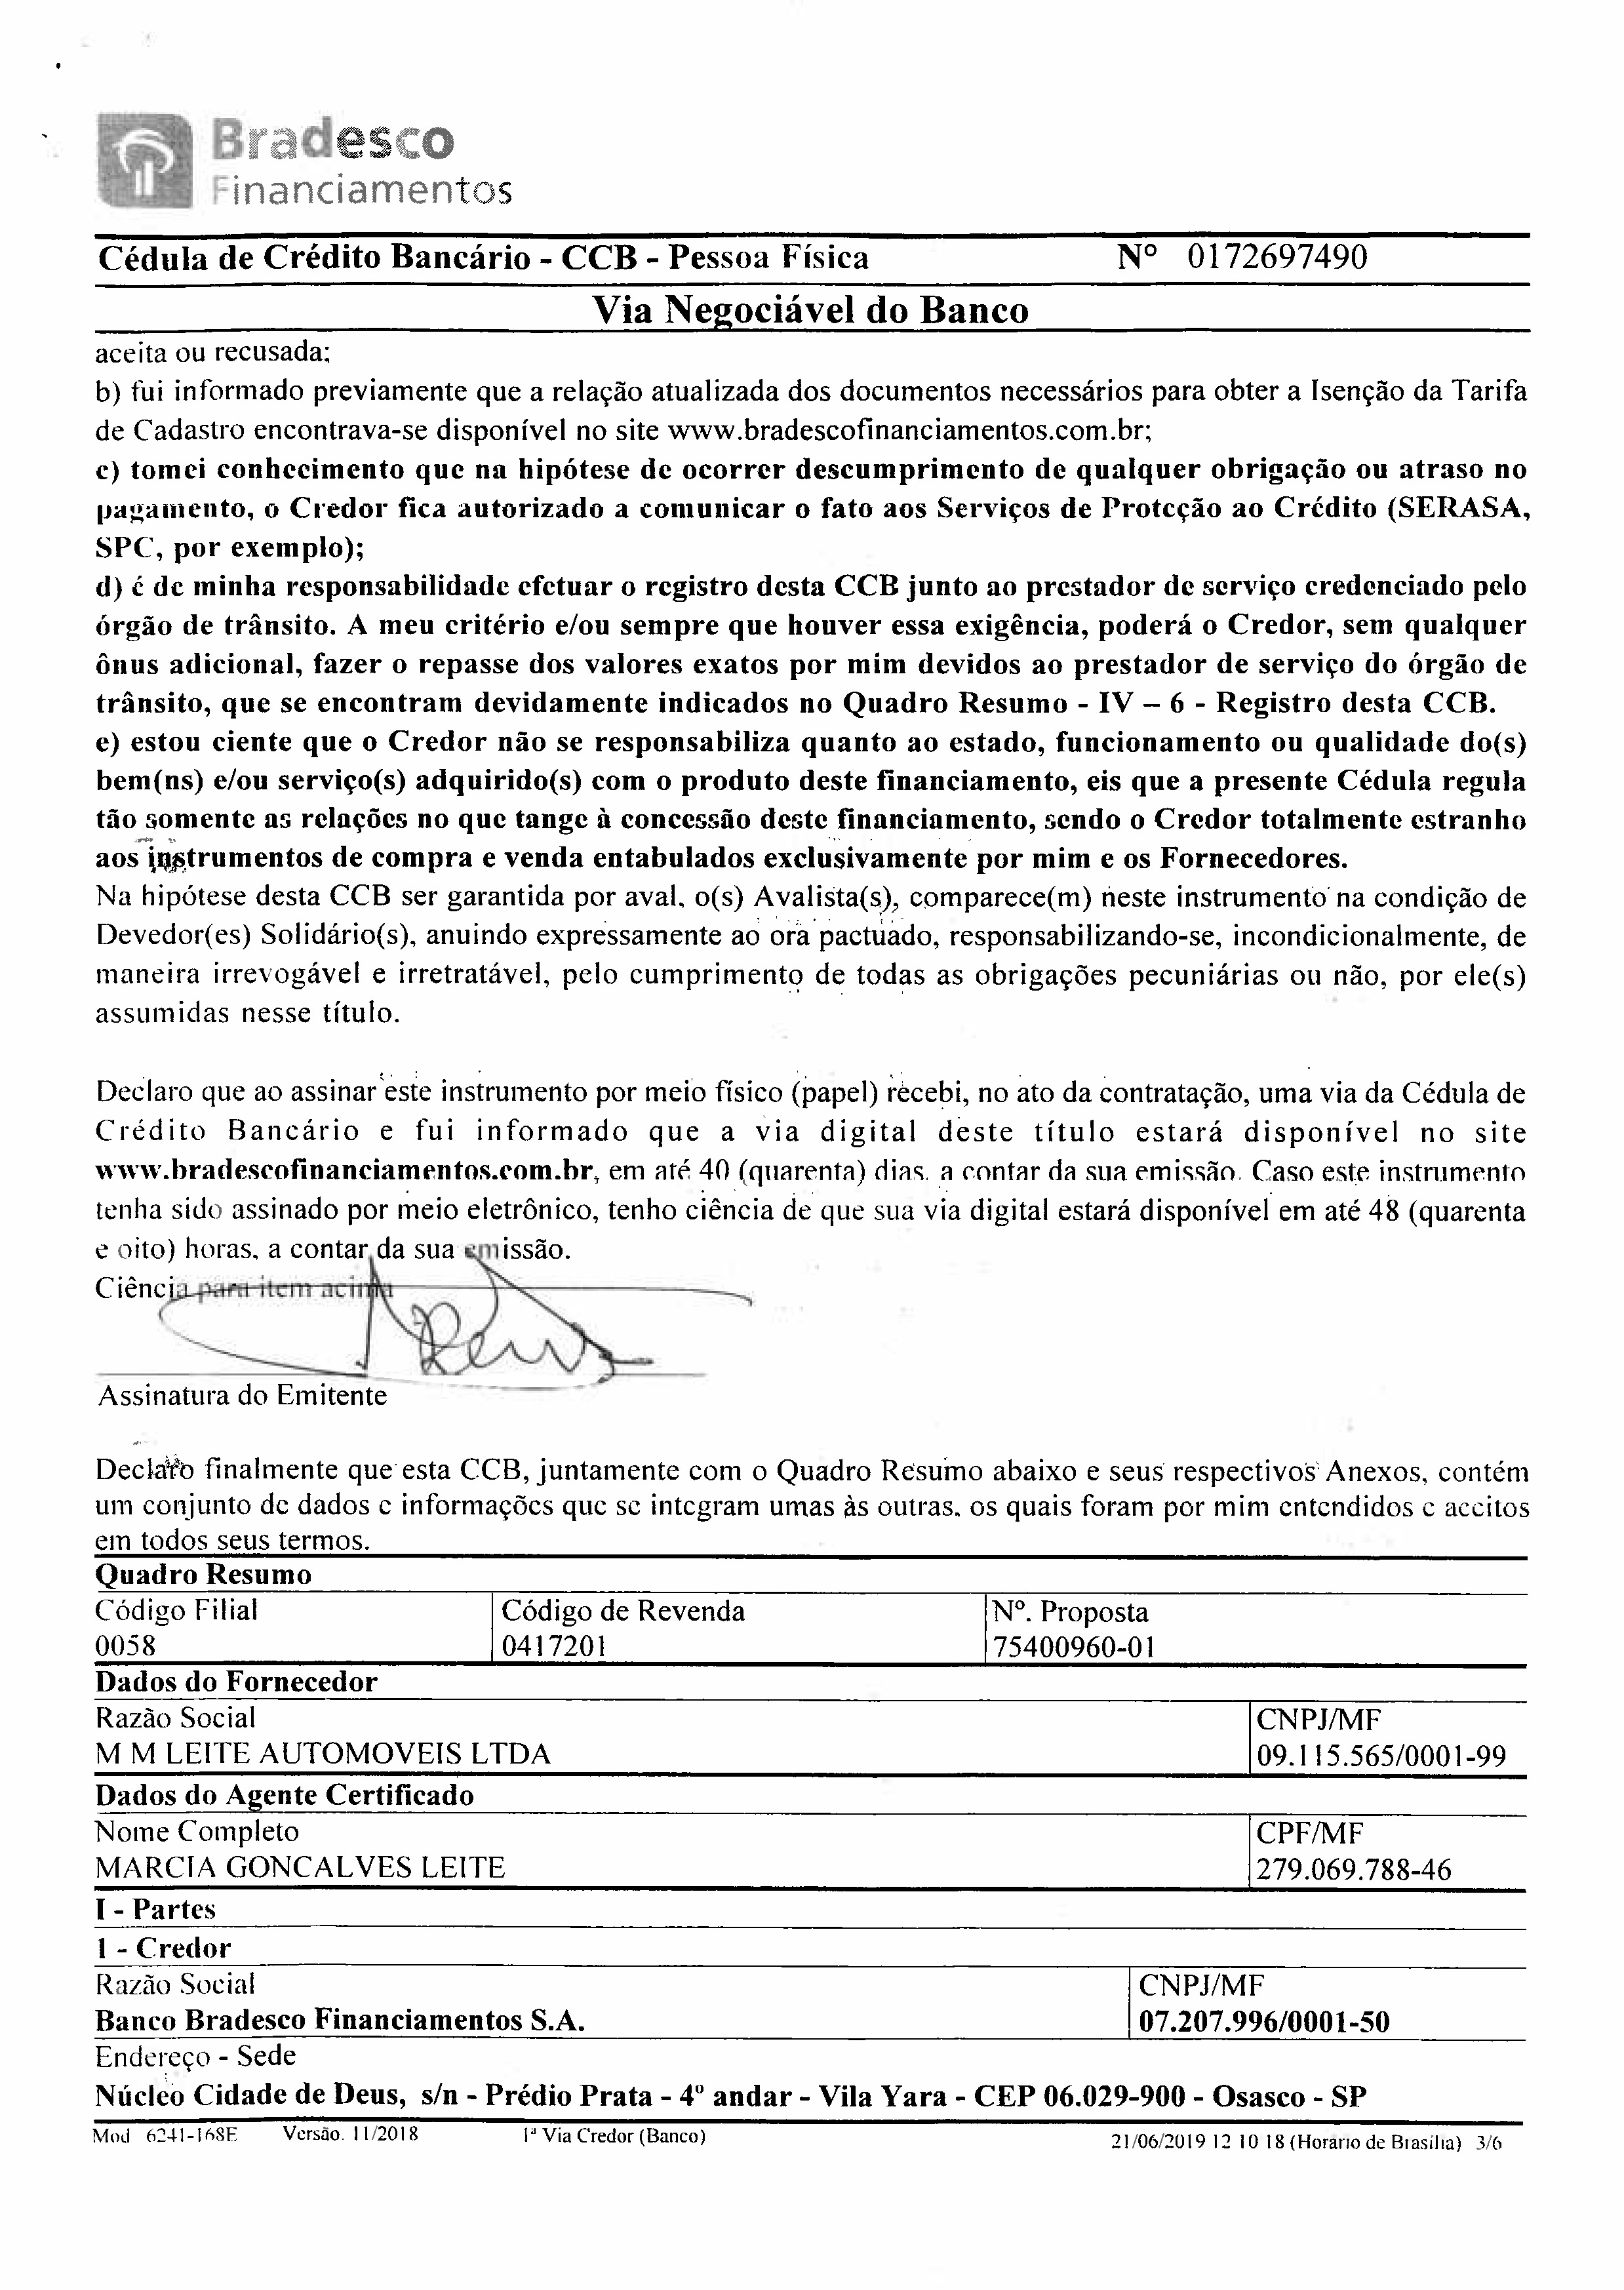 Bradesco
Financiamentos
Cédula de Crédito Bancário - CCB - Pessoa Física Nº 0172697490
Via Negociável do Banco
aceita ou recusada;
b) fui informado previamente que a relação atualizada dos documentos necessários para obter a Isenção da Tarifa
de Cadastro encontrava-se disponível no site www.bradescofinanciamentos.com.br;
c) tomei conhecimento que na hipótese de ocorrer descumprimento de qualquer obrigação ou atraso no
pagamento, o Credor fica autorizado a comunicar o fato aos Serviços de Proteção ao Crédito (SERASA,
SPC, por exemplo);
d) é de minha responsabilidade efetuar o registro desta CCB junto ao prestador de serviço credenciado pelo
órgão de trânsito. A meu critério e/ou sempre que houver essa exigência, poderá o Credor, sem qualquer
ônus adicional, fazer o repasse dos valores exatos por mim devidos ao prestador de serviço do órgão de
trânsito, que se encontram devidamente indicados no Quadro Resumo - IV – 6 - Registro desta CCB.
e) estou ciente que o Credor não se responsabiliza quanto ao estado, funcionamento ou qualidade do(s)
bem(ns) e/ou serviço(s) adquirido(s) com o produto deste financiamento, eis que a presente Cédula regula
tão somente as relações no que tange à concessão deste financiamento, sendo o Credor totalmente estranho
aos instrumentos de compra e venda entabulados exclusivamente por mim e os Fornecedores.
Na hipótese desta CCB ser garantida por aval, o(s) Avalista(s), comparece(m) neste instrumento na condição de
Devedor(es) Solidário(s), anuindo expressamente ao ora pactuado, responsabilizando-se, incondicionalmente, de
maneira irrevogável e irretratável, pelo cumprimento de todas as obrigações pecuniárias ou não, por ele(s)
assumidas nesse título.
Declaro que ao assinar este instrumento por meio físico (papel) recebi, no ato da contratação, uma via da Cédula de
Crédito Bancário e fui informado que a via digital deste título estará disponível no site
www.bradescofinanciamentos.com.br, em até 40 (quarenta) dias, a contar da sua emissão. Caso este instrumento
tenha sido assinado por meio eletrônico, tenho ciência de que sua via digital estará disponível em até 48 (quarenta
e oito) horas, a contar da sua emissão.
Ciência para item acima
Assinatura do Emitente
Declaro finalmente que esta CCB, juntamente com o Quadro Resumo abaixo e seus respectivos Anexos, contém
um conjunto de dados e informações que se integram umas às outras, os quais foram por mim entendidos e aceitos
em todos seus termos.
Quadro Resumo
Código Filial Código de Revenda Nº. Proposta
0058 0417201 75400960-01
Dados do Fornecedor
Razão Social CNPJ/MF
M M LEITE AUTOMOVEIS LTDA 09.115.565/0001-99
Dados do Agente Certificado
Nome Completo CPF/MF
MARCIA GONCALVES LEITE 279.069.788-46
I - Partes
1 - Credor
Razão Social CNPJ/MF
Banco Bradesco Financiamentos S.A. 07.207.996/0001-50
Endereço - Sede
Núcleo Cidade de Deus, s/n - Prédio Prata - 4º andar - Vila Yara - CEP 06.029-900 - Osasco - SP
Mod 6241-168E Versão. 11/2018 1ª Via Credor (Banco) 21/06/2019 12 10 18 (Horário de Brasília) 3/6